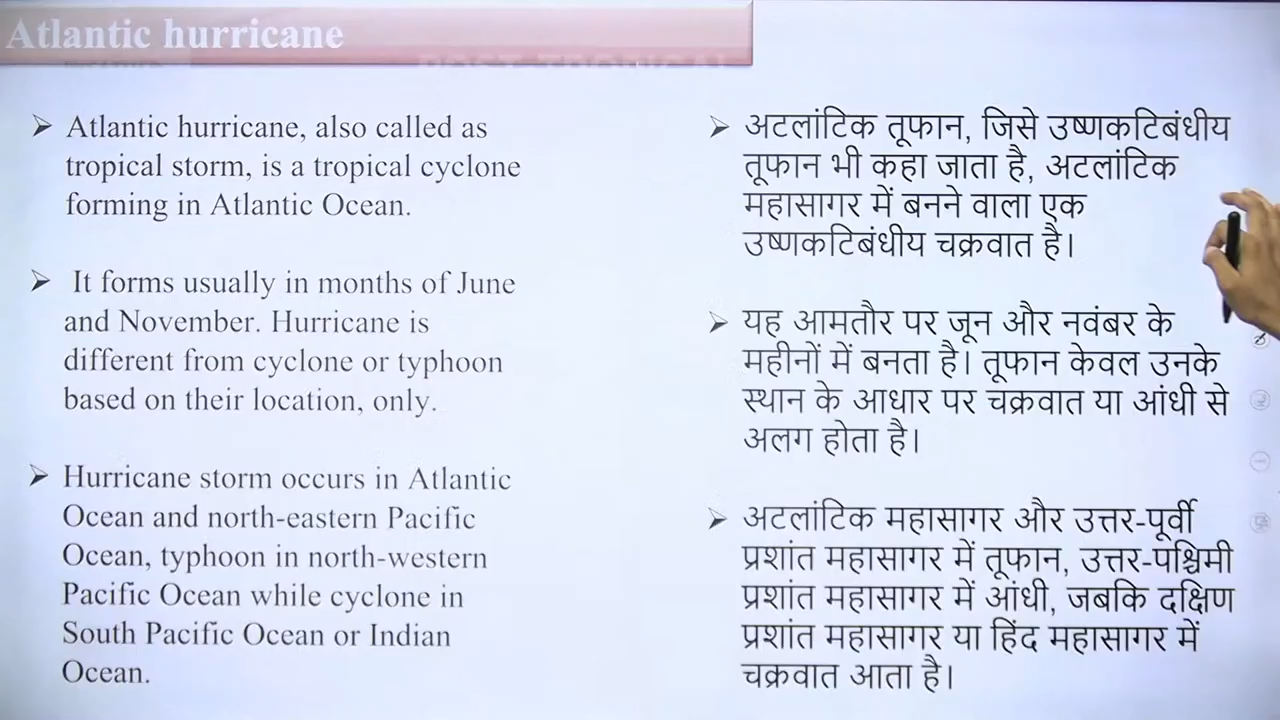 Atlantic hurricane
➢ Atlantic hurricane, also called as
tropical storm, is a tropical cyclone
forming in Atlantic Ocean.
➢ It forms usually in months of June
and November. Hurricane is
different from cyclone or typhoon
based on their location, only.
➢ Hurricane storm occurs in Atlantic
Ocean and north-eastern Pacific
Ocean, typhoon in north-western
Pacific Ocean while cyclone in
South Pacific Ocean or Indian
Ocean.
➢ अटलांटिक तूफान, जिसे उष्णकटिबंधीय
तूफान भी कहा जाता है, अटलांटिक
महासागर में बनने वाला एक
उष्णकटिबंधीय चक्रवात है।
➢ यह आमतौर पर जून और नवंबर के
महीनों में बनता है। तूफान केवल उनके
स्थान के आधार पर चक्रवात या आंधी से
अलग होता है।
➢ अटलांटिक महासागर और उत्तर-पूर्वी
प्रशांत महासागर में तूफान, उत्तर-पश्चिमी
प्रशांत महासागर में आंधी, जबकि दक्षिण
प्रशांत महासागर या हिंद महासागर में
चक्रवात आता है।